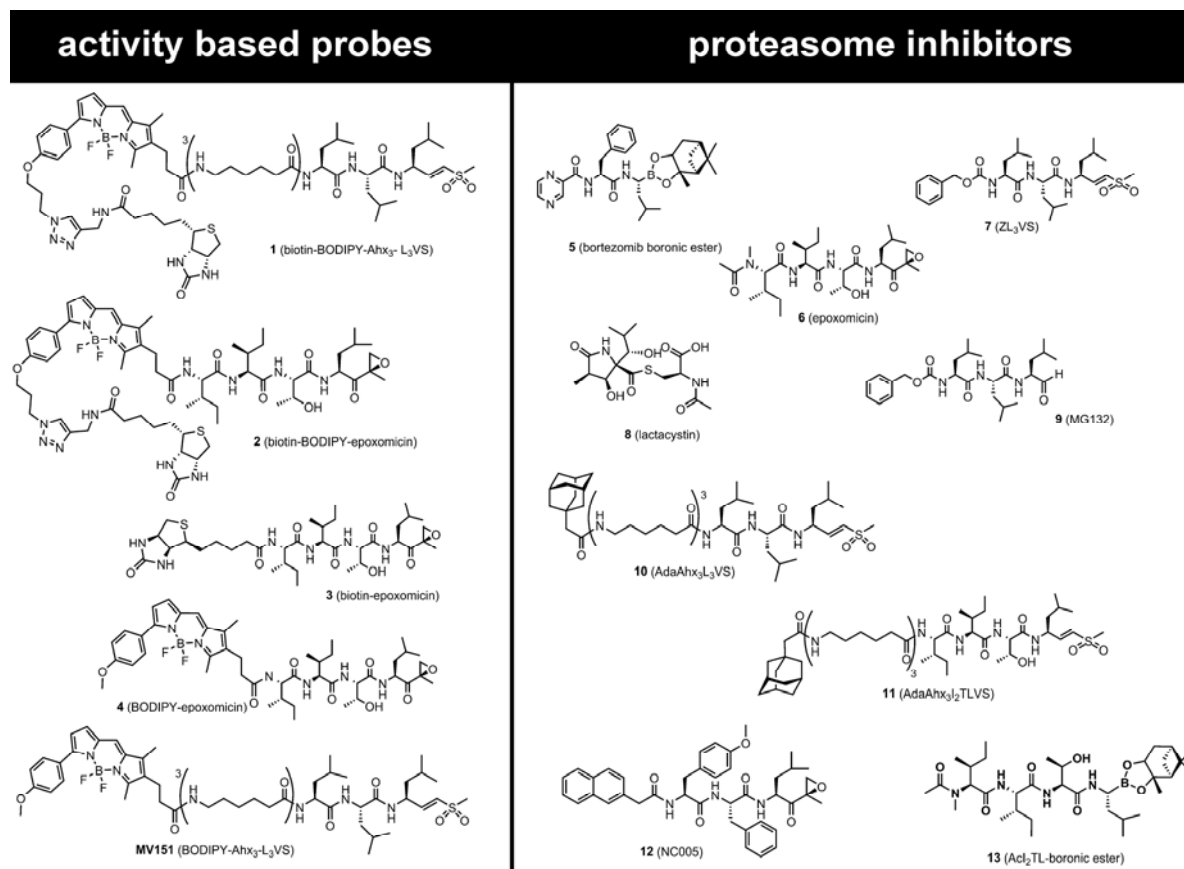 activity based probes
proteasome inhibitors
1 (biotin-BODIPY-Ahx3- L3VS)
2 (biotin-BODIPY-epoxomicin)
3 (biotin-epoxomicin)
4 (BODIPY-epoxomicin)
MV151 (BODIPY-Ahx3-L3VS)
5 (bortezomib boronic ester)
6 (epoxomicin)
7 (ZL3VS)
8 (lactacystin)
9 (MG132)
10 (AdaAhx3L3VS)
11 (AdaAhx3I2TLVS)
12 (NC005)
13 (AcI2TL-boronic ester)